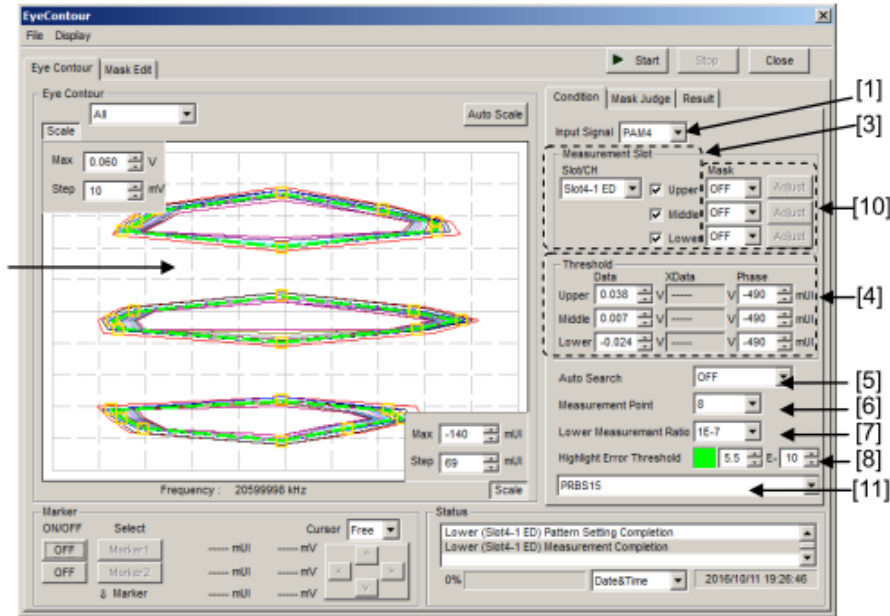 EyeContour
File Display
Start Stop Close
Eye Contour Mask Edit
Eye Contour
All
Auto Scale
Scale
Max 0.060 V
Step 10 mV
Max -140 mUI
Step 69 mUI
Frequency : 20599998 kHz
Scale
Condition Mask Judge Result
[1]
Input Signal PAM4
[3]
Measurement Slot
Slot/CH Mask
Slot4-1 ED Upper OFF Adjust
Middle OFF Adjust
[10]
Lower OFF Adjust
Threshold
Data XData Phase
Upper 0.038 V ----- V -490 mUI
[4]
Middle 0.007 V ----- V -490 mUI
Lower -0.024 V ----- V -490 mUI
Auto Search OFF [5]
Measurement Point 8 [6]
Lower Measurement Ratio 1E-7 [7]
Highlight Error Threshold 5.5 E- 10 [8]
PRBS15 [11]
Marker
ON/OFF Select Cursor Free
OFF Marker1 ----- mUI ----- mV
OFF Marker2 ----- mUI ----- mV
& Marker ----- mUI ----- mV
Status
Lower (Slot4-1 ED) Pattern Setting Completion
Lower (Slot4-1 ED) Measurement Completion
0% Date&Time 2016/10/11 19:26:46